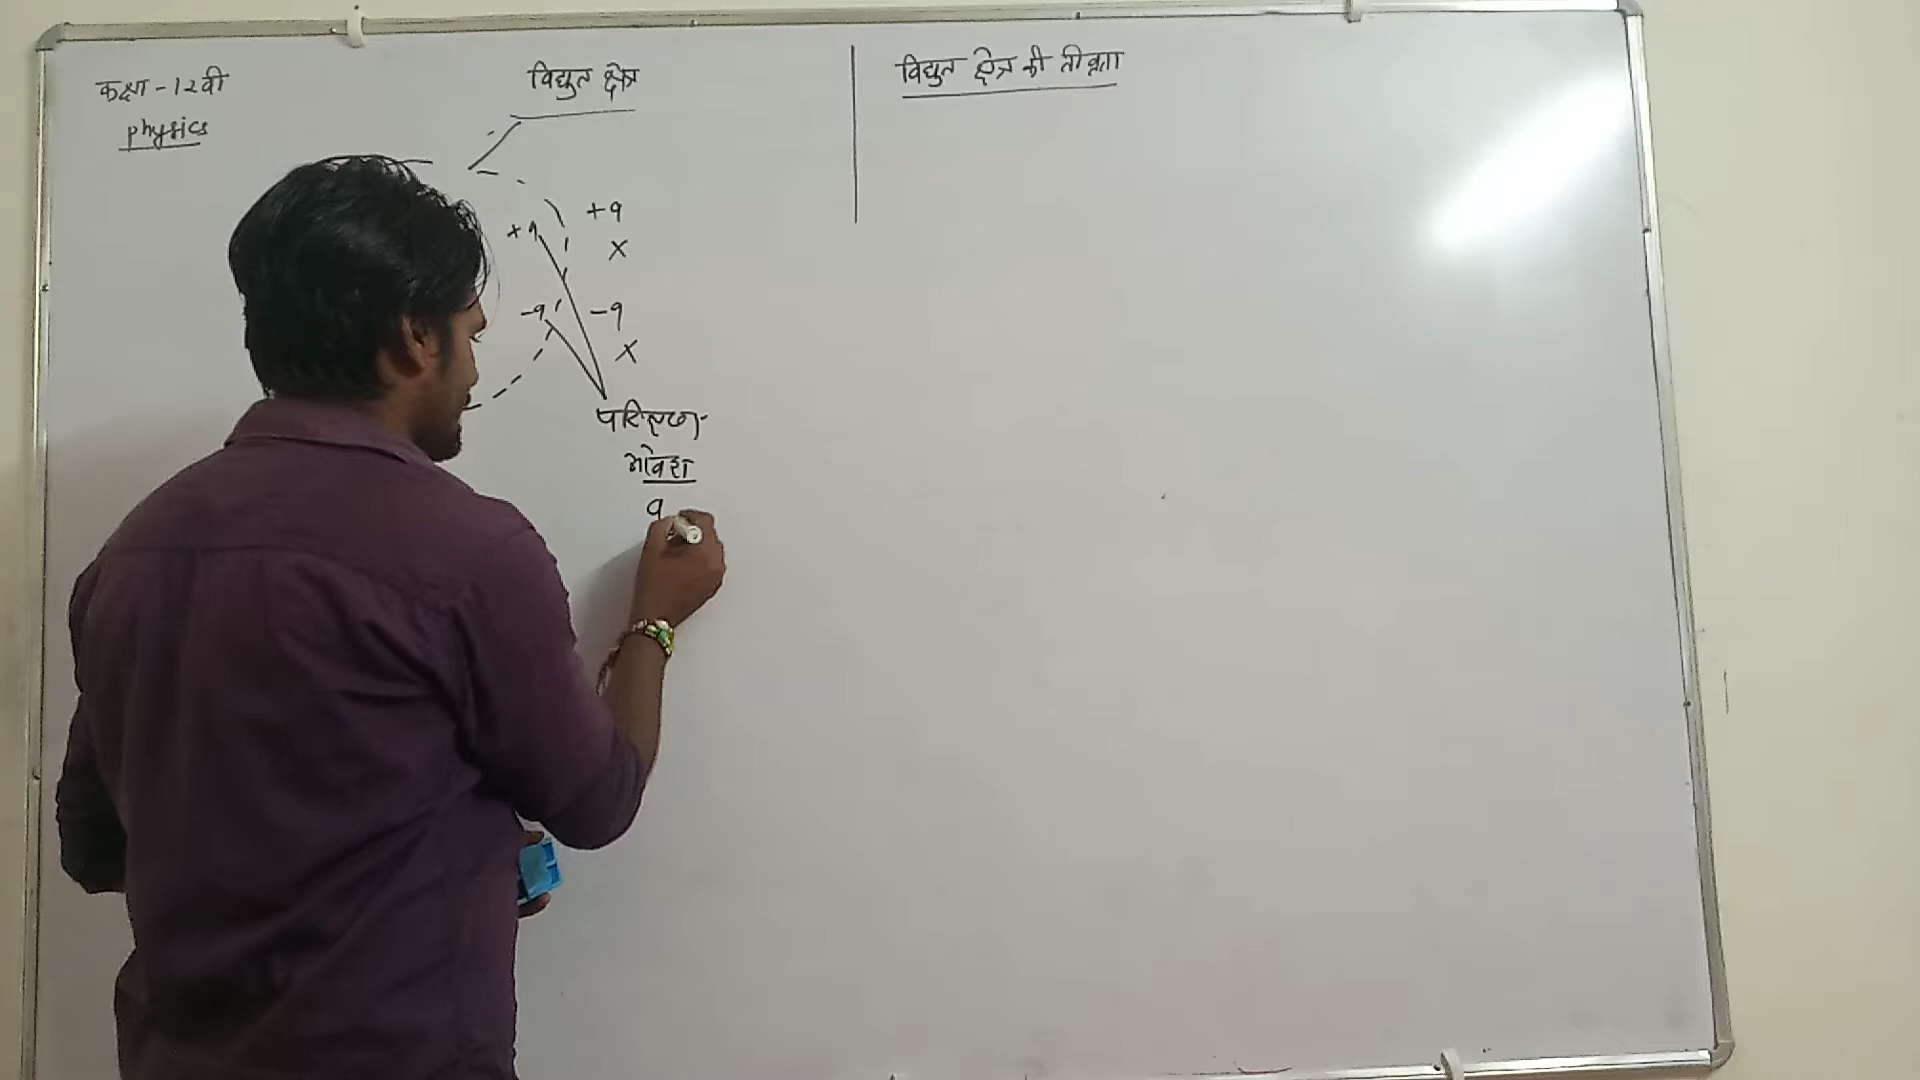 कक्षा - 12वी
Physics
विद्युत क्षेत्र
+q
x
+q
-q
-q
x
परिक्षण-
आवेश
q
विद्युत क्षेत्र की तीव्रता